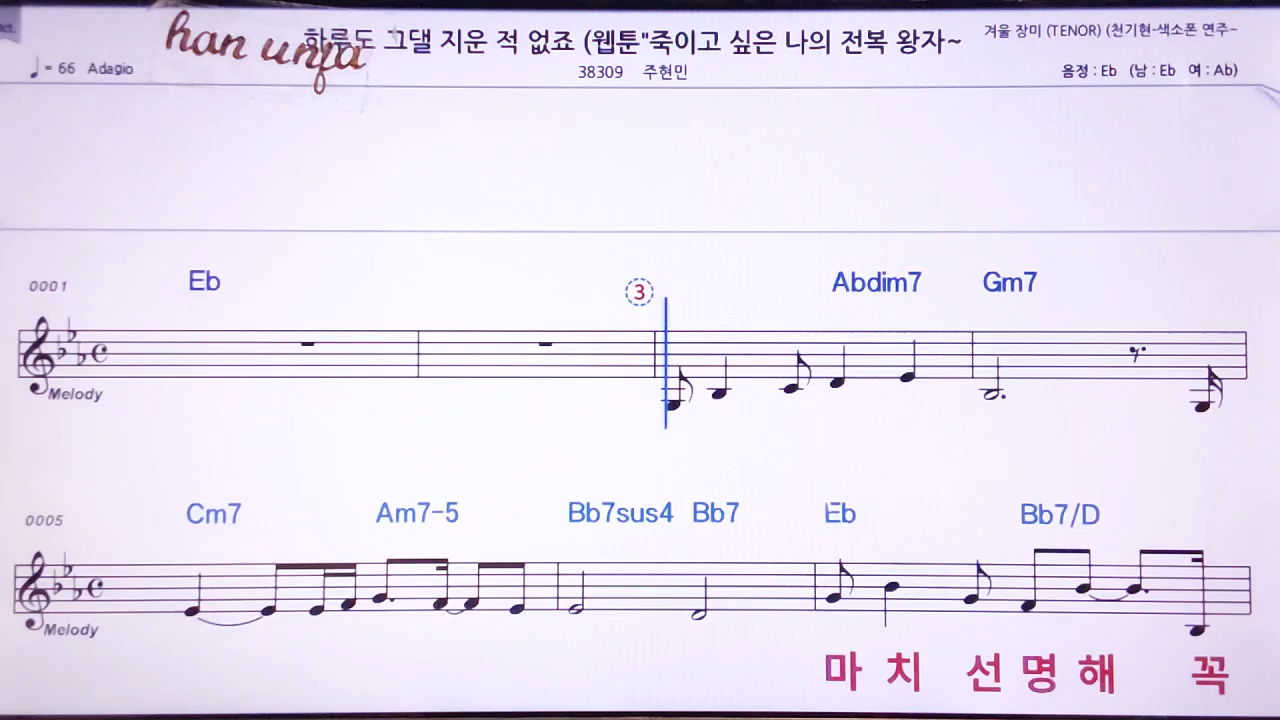 han unfa
하루도 그댈 지운 적 없죠 (웹툰"죽이고 싶은 나의 전복 왕자~
겨울 장미 (TENOR) (천기현-색소폰 연주~
♩= 66 Adagio
38309 주현민
음정 : Eb (남 : Eb 여 : Ab)
0001 Eb ③ Abdim7 Gm7
Melody
0005 Cm7 Am7-5 Bb7sus4 Bb7 Eb Bb7/D
Melody
마 치 선 명 해 꼭